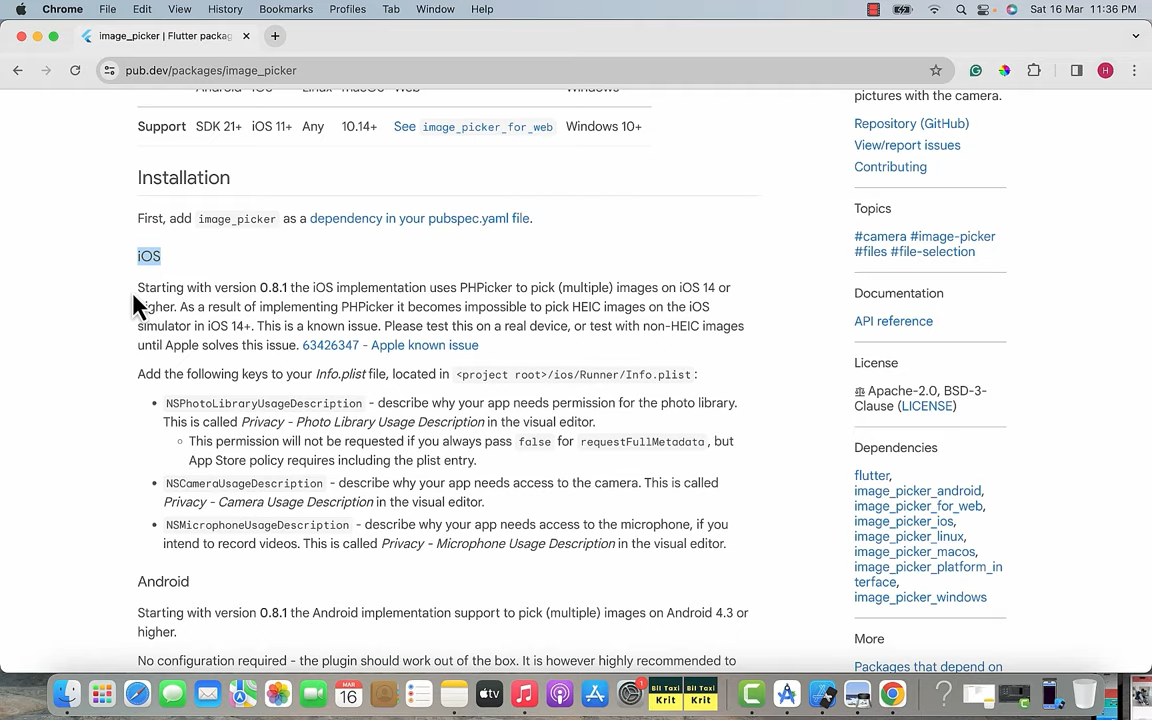 Chrome File Edit View History Bookmarks Profiles Tab Window Help Sat 16 Mar 11:36 PM
image_picker | Flutter packag
pub.dev/packages/image_picker H
Support SDK 21+ iOS 11+ Any 10.14+ See image_picker_for_web Windows 10+
Installation
First, add image_picker as a dependency in your pubspec.yaml file.
iOS
Starting with version 0.8.1 the iOS implementation uses PHPicker to pick (multiple) images on iOS 14 or
higher. As a result of implementing PHPicker it becomes impossible to pick HEIC images on the iOS
simulator in iOS 14+. This is a known issue. Please test this on a real device, or test with non-HEIC images
until Apple solves this issue. 63426347 - Apple known issue
Add the following keys to your Info.plist file, located in <project root>/ios/Runner/Info.plist:
• NSPhotoLibraryUsageDescription - describe why your app needs permission for the photo library.
This is called Privacy - Photo Library Usage Description in the visual editor.
◦ This permission will not be requested if you always pass false for requestFullMetadata, but
App Store policy requires including the plist entry.
• NSCameraUsageDescription - describe why your app needs access to the camera. This is called
Privacy - Camera Usage Description in the visual editor.
• NSMicrophoneUsageDescription - describe why your app needs access to the microphone, if you
intend to record videos. This is called Privacy - Microphone Usage Description in the visual editor.
Android
Starting with version 0.8.1 the Android implementation support to pick (multiple) images on Android 4.3 or
higher.
No configuration required - the plugin should work out of the box. It is however highly recommended to
pictures with the camera.
Repository (GitHub)
View/report issues
Contributing
Topics
#camera #image-picker
#files #file-selection
Documentation
API reference
License
Apache-2.0, BSD-3-
Clause (LICENSE)
Dependencies
flutter,
image_picker_android,
image_picker_for_web,
image_picker_ios,
image_picker_linux,
image_picker_macos,
image_picker_platform_in
terface,
image_picker_windows
More
Packages that depend on
MAR
16
tv
1
Bit Taxi
Krit
Bit Taxi
Krit